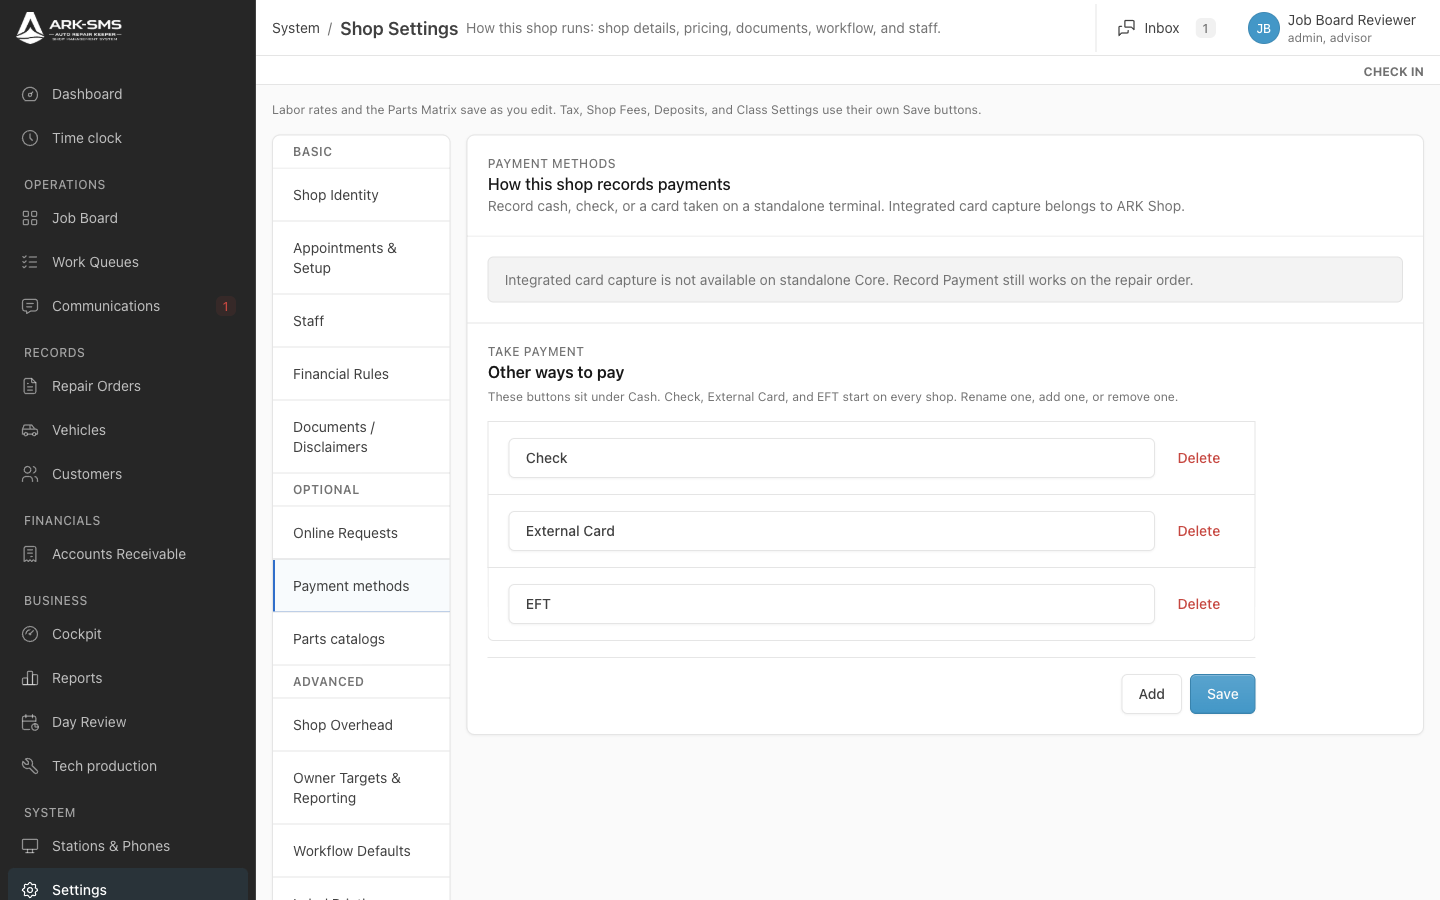 ARK-SMS
AUTO REPAIR KEEPER
SHOP MANAGEMENT SYSTEM
Dashboard
Time clock
OPERATIONS
Job Board
Work Queues
Communications 1
RECORDS
Repair Orders
Vehicles
Customers
FINANCIALS
Accounts Receivable
BUSINESS
Cockpit
Reports
Day Review
Tech production
SYSTEM
Stations & Phones
Settings
System / Shop Settings How this shop runs: shop details, pricing, documents, workflow, and staff.
Inbox 1
JB
Job Board Reviewer
admin, advisor
CHECK IN
Labor rates and the Parts Matrix save as you edit. Tax, Shop Fees, Deposits, and Class Settings use their own Save buttons.
BASIC
Shop Identity
Appointments &
Setup
Staff
Financial Rules
Documents /
Disclaimers
OPTIONAL
Online Requests
Payment methods
Parts catalogs
ADVANCED
Shop Overhead
Owner Targets &
Reporting
Workflow Defaults
PAYMENT METHODS
How this shop records payments
Record cash, check, or a card taken on a standalone terminal. Integrated card capture belongs to ARK Shop.
Integrated card capture is not available on standalone Core. Record Payment still works on the repair order.
TAKE PAYMENT
Other ways to pay
These buttons sit under Cash. Check, External Card, and EFT start on every shop. Rename one, add one, or remove one.
Check Delete
External Card Delete
EFT Delete
Add Save